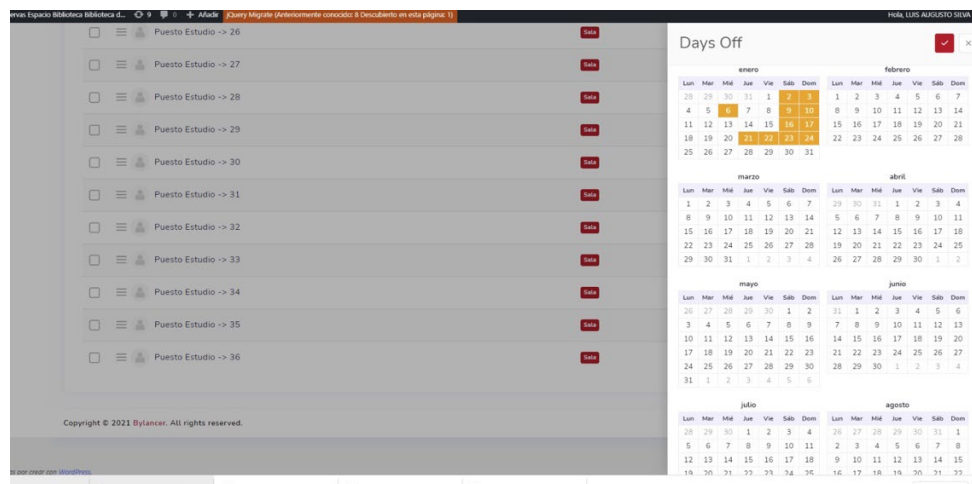 ervas Espacio Biblioteca Biblioteca d... 9 0 + Añadir jQuery Migrate (Anteriormente conocido: 8 Descubierto en esta página: 1) Hola, LUIS AUGUSTO SILVA
Puesto Estudio -> 26 Sala
Puesto Estudio -> 27 Sala
Puesto Estudio -> 28 Sala
Puesto Estudio -> 29 Sala
Puesto Estudio -> 30 Sala
Puesto Estudio -> 31 Sala
Puesto Estudio -> 32 Sala
Puesto Estudio -> 33 Sala
Puesto Estudio -> 34 Sala
Puesto Estudio -> 35 Sala
Puesto Estudio -> 36 Sala
Copyright © 2021 Bylancer. All rights reserved.
as por crear con WordPress.
Days Off
enero
Lun Mar Mié Jue Vie Sáb Dom
28 29 30 31 1 2 3
4 5 6 7 8 9 10
11 12 13 14 15 16 17
18 19 20 21 22 23 24
25 26 27 28 29 30 31
febrero
Lun Mar Mié Jue Vie Sáb Dom
1 2 3 4 5 6 7
8 9 10 11 12 13 14
15 16 17 18 19 20 21
22 23 24 25 26 27 28
marzo
Lun Mar Mié Jue Vie Sáb Dom
1 2 3 4 5 6 7
8 9 10 11 12 13 14
15 16 17 18 19 20 21
22 23 24 25 26 27 28
29 30 31 1 2 3 4
abril
Lun Mar Mié Jue Vie Sáb Dom
29 30 31 1 2 3 4
5 6 7 8 9 10 11
12 13 14 15 16 17 18
19 20 21 22 23 24 25
26 27 28 29 30 1 2
mayo
Lun Mar Mié Jue Vie Sáb Dom
26 27 28 29 30 1 2
3 4 5 6 7 8 9
10 11 12 13 14 15 16
17 18 19 20 21 22 23
24 25 26 27 28 29 30
31 1 2 3 4 5 6
junio
Lun Mar Mié Jue Vie Sáb Dom
31 1 2 3 4 5 6
7 8 9 10 11 12 13
14 15 16 17 18 19 20
21 22 23 24 25 26 27
28 29 30 1 2 3 4
julio
Lun Mar Mié Jue Vie Sáb Dom
28 29 30 1 2 3 4
5 6 7 8 9 10 11
12 13 14 15 16 17 18
19 20 21 22 23 24 25
agosto
Lun Mar Mié Jue Vie Sáb Dom
26 27 28 29 30 31 1
2 3 4 5 6 7 8
9 10 11 12 13 14 15
16 17 18 19 20 21 22